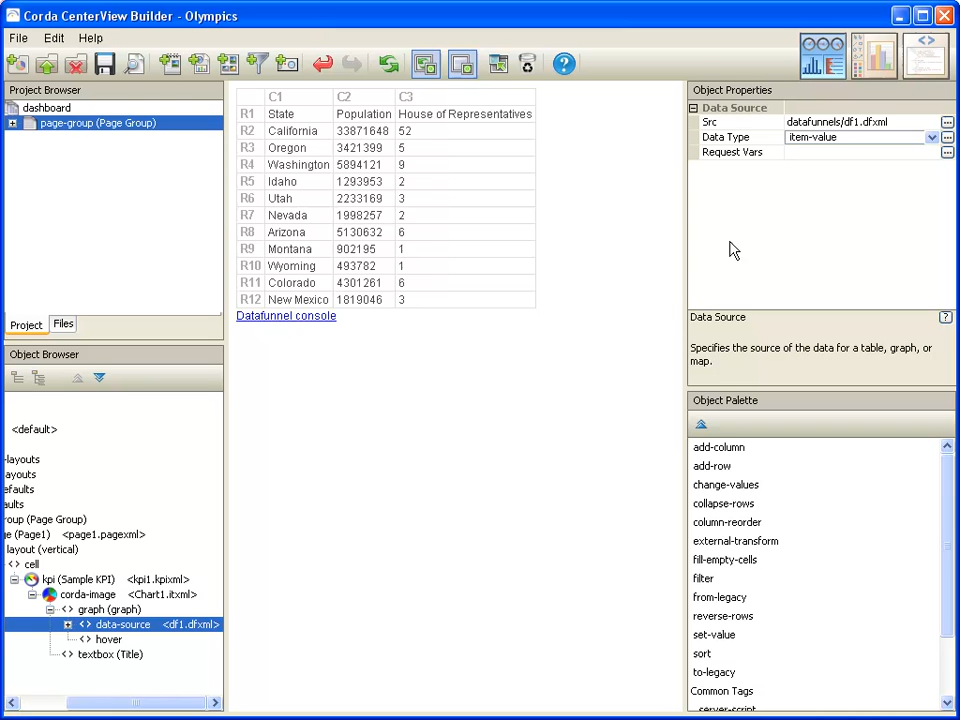 Corda CenterView Builder - Olympics
File Edit Help
Project Browser
dashboard
page-group (Page Group)
Project Files
Object Browser
<default>
-layouts
ayouts
efaults
aults
roup (Page Group)
e (Page1) <page1.pagexml>
layout (vertical)
<> cell
kpi (Sample KPI) <kpi1.kpixml>
corda-image <Chart1.itxml>
<> graph (graph)
<> data-source <df1.dfxml>
<> hover
<> textbox (Title)
C1 C2 C3
R1 State Population House of Representatives
R2 California 33871648 52
R3 Oregon 3421399 5
R4 Washington 5894121 9
R5 Idaho 1293953 2
R6 Utah 2233169 3
R7 Nevada 1998257 2
R8 Arizona 5130632 6
R9 Montana 902195 1
R10 Wyoming 493782 1
R11 Colorado 4301261 6
R12 New Mexico 1819046 3
Datafunnel console
Object Properties
Data Source
Src datafunnels/df1.dfxml
Data Type item-value
Request Vars
Data Source
Specifies the source of the data for a table, graph, or
map.
Object Palette
add-column
add-row
change-values
collapse-rows
column-reorder
external-transform
fill-empty-cells
filter
from-legacy
reverse-rows
set-value
sort
to-legacy
Common Tags
server-script